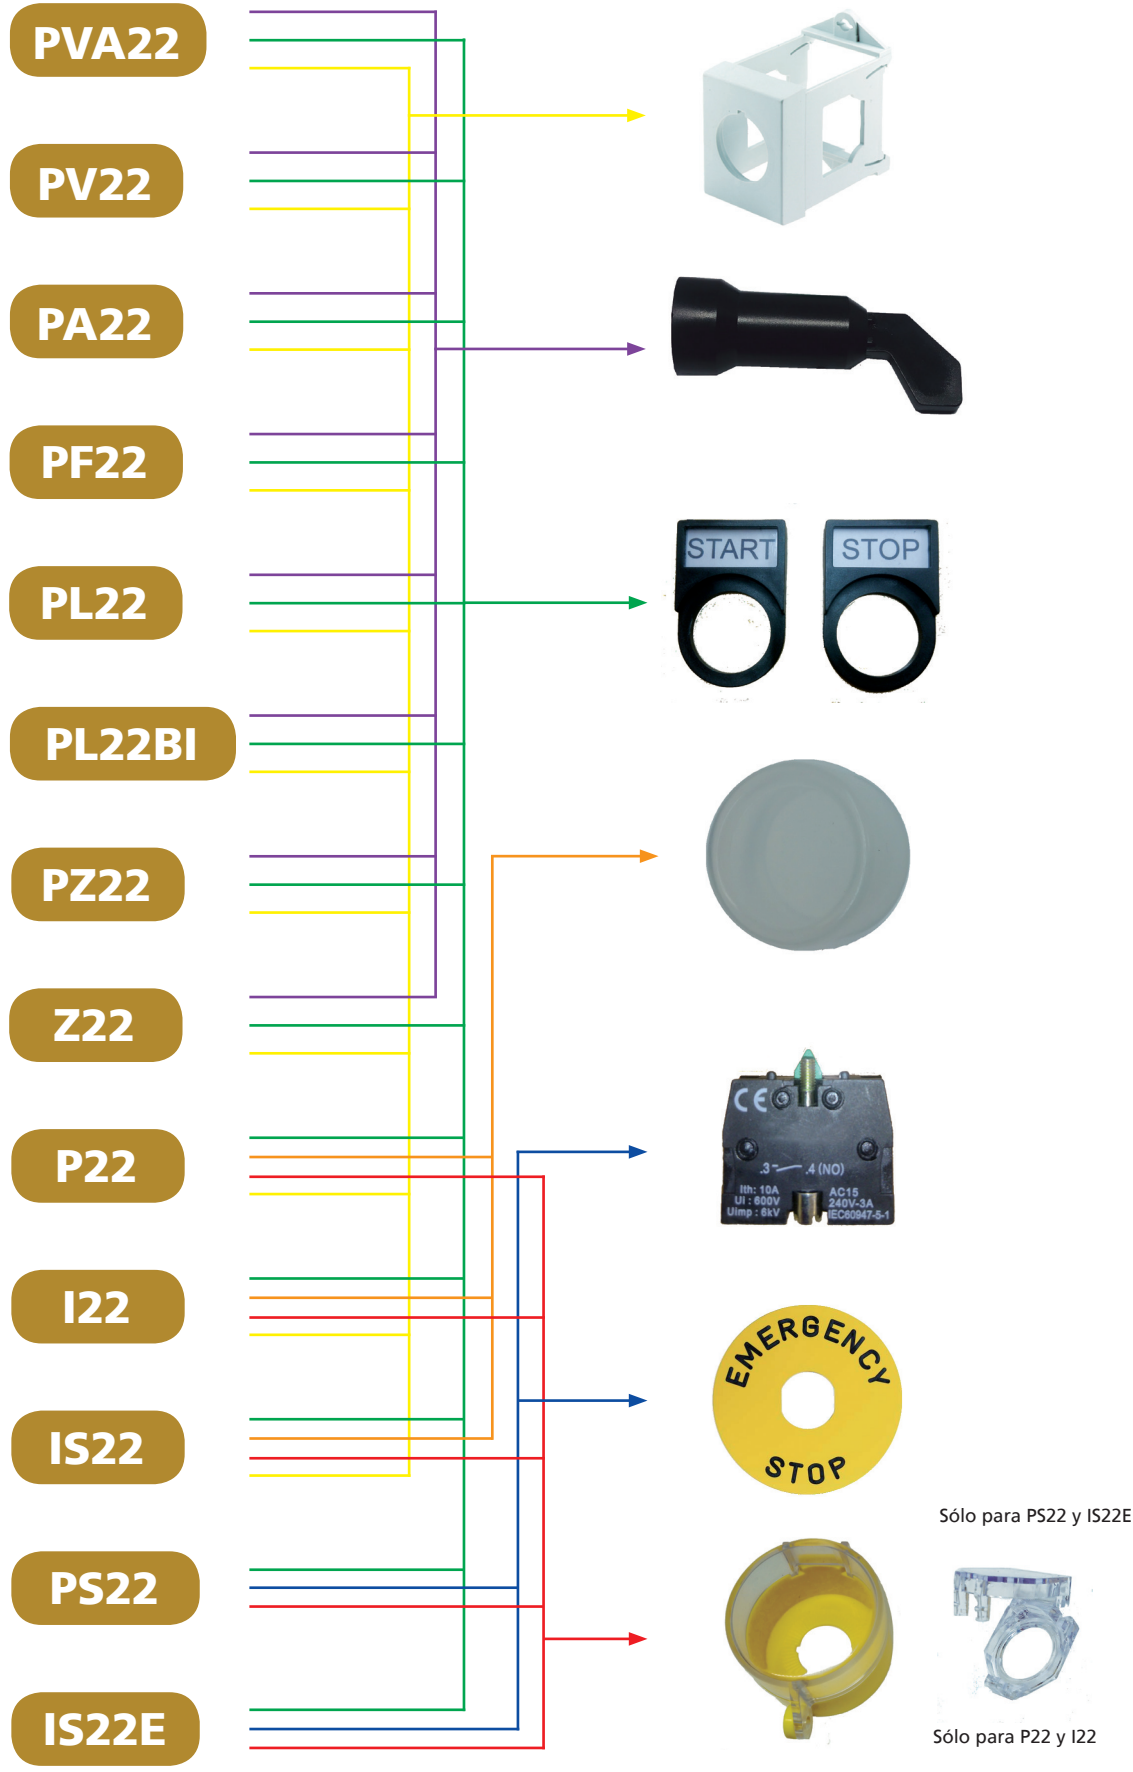 PVA22
PV22
PA22
PF22
PL22
PL22BI
PZ22
Z22
P22
I22
IS22
PS22
IS22E
START
STOP
CE
.3 .4 (NO)
Ith: 10A
Ui : 600V
Uimp : 6kV
AC15
240V-3A
IEC60947-5-1
EMERGENCY
STOP
Sólo para PS22 y IS22E
Sólo para P22 y I22